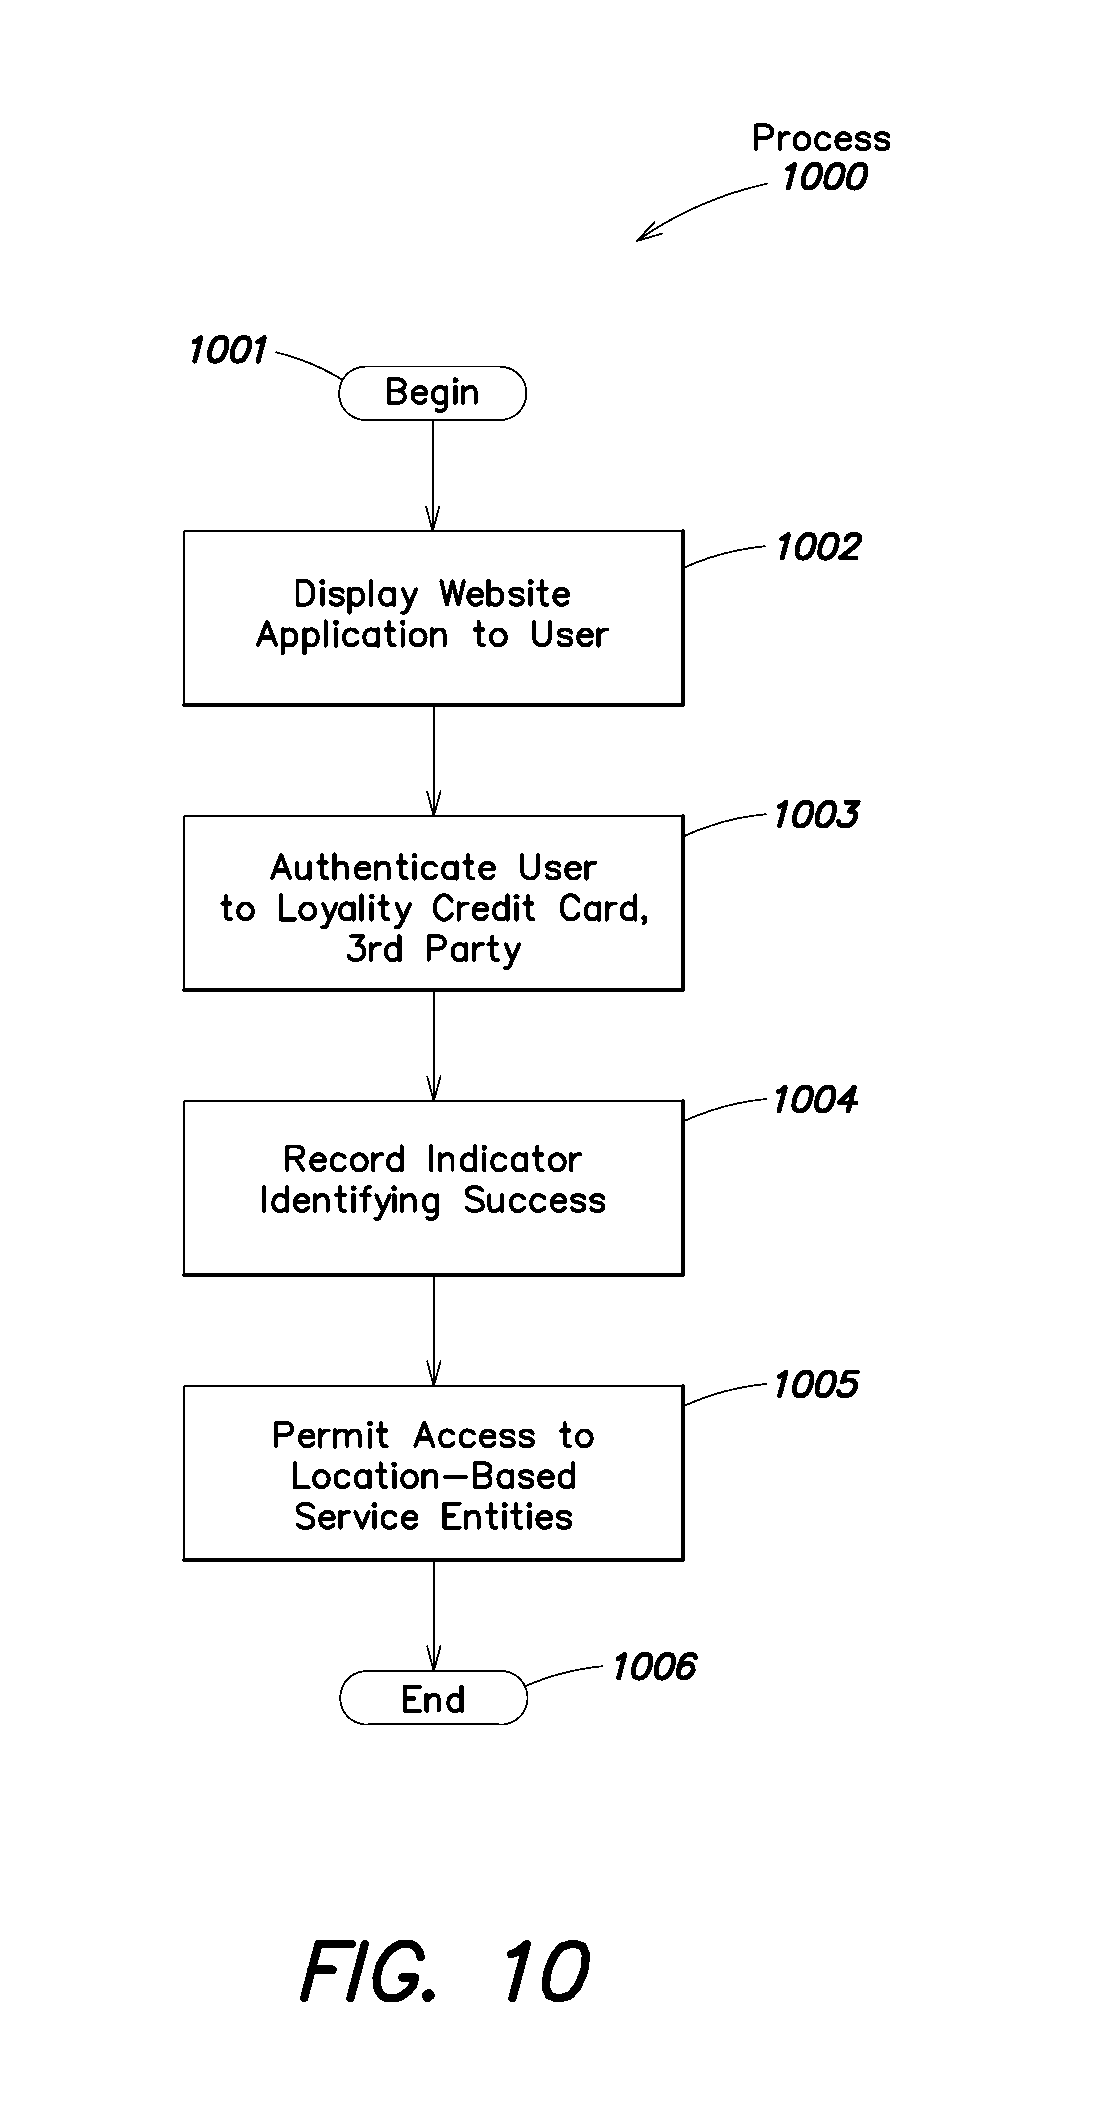 Process
1000
1001
Begin
1002
Display Website
Application to User
1003
Authenticate User
to Loyality Credit Card,
3rd Party
1004
Record Indicator
Identifying Success
1005
Permit Access to
Location-Based
Service Entities
1006
End
FIG. 10